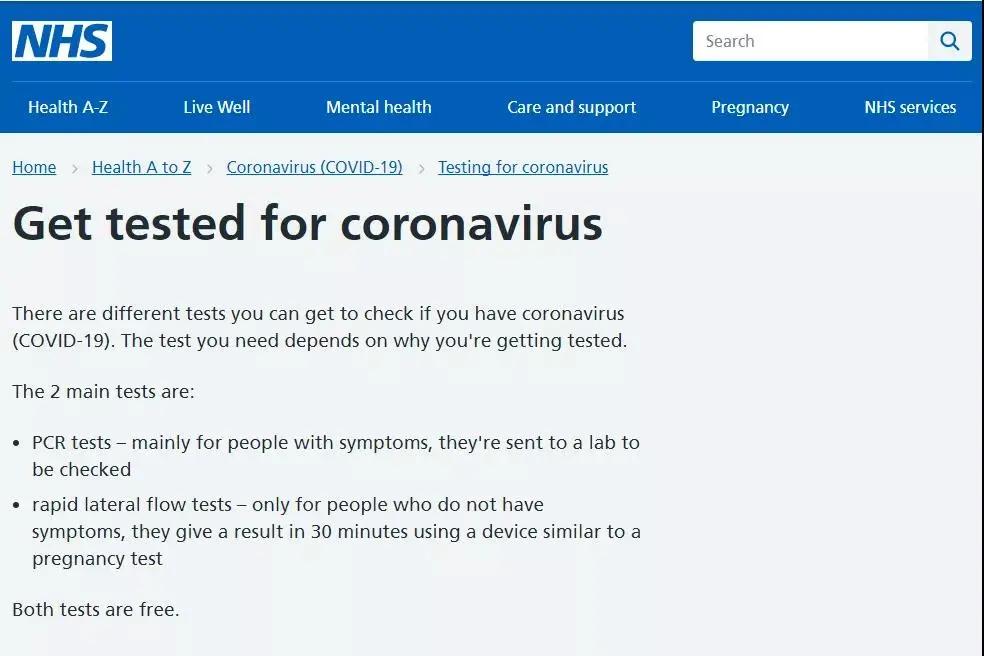 NHS
Search
Health A-Z
Live Well
Mental health
Care and support
Pregnancy
NHS services
Home > Health A to Z > Coronavirus (COVID-19) > Testing for coronavirus
Get tested for coronavirus
There are different tests you can get to check if you have coronavirus
(COVID-19). The test you need depends on why you're getting tested.
The 2 main tests are:
• PCR tests – mainly for people with symptoms, they're sent to a lab to
be checked
• rapid lateral flow tests – only for people who do not have
symptoms, they give a result in 30 minutes using a device similar to a
pregnancy test
Both tests are free.